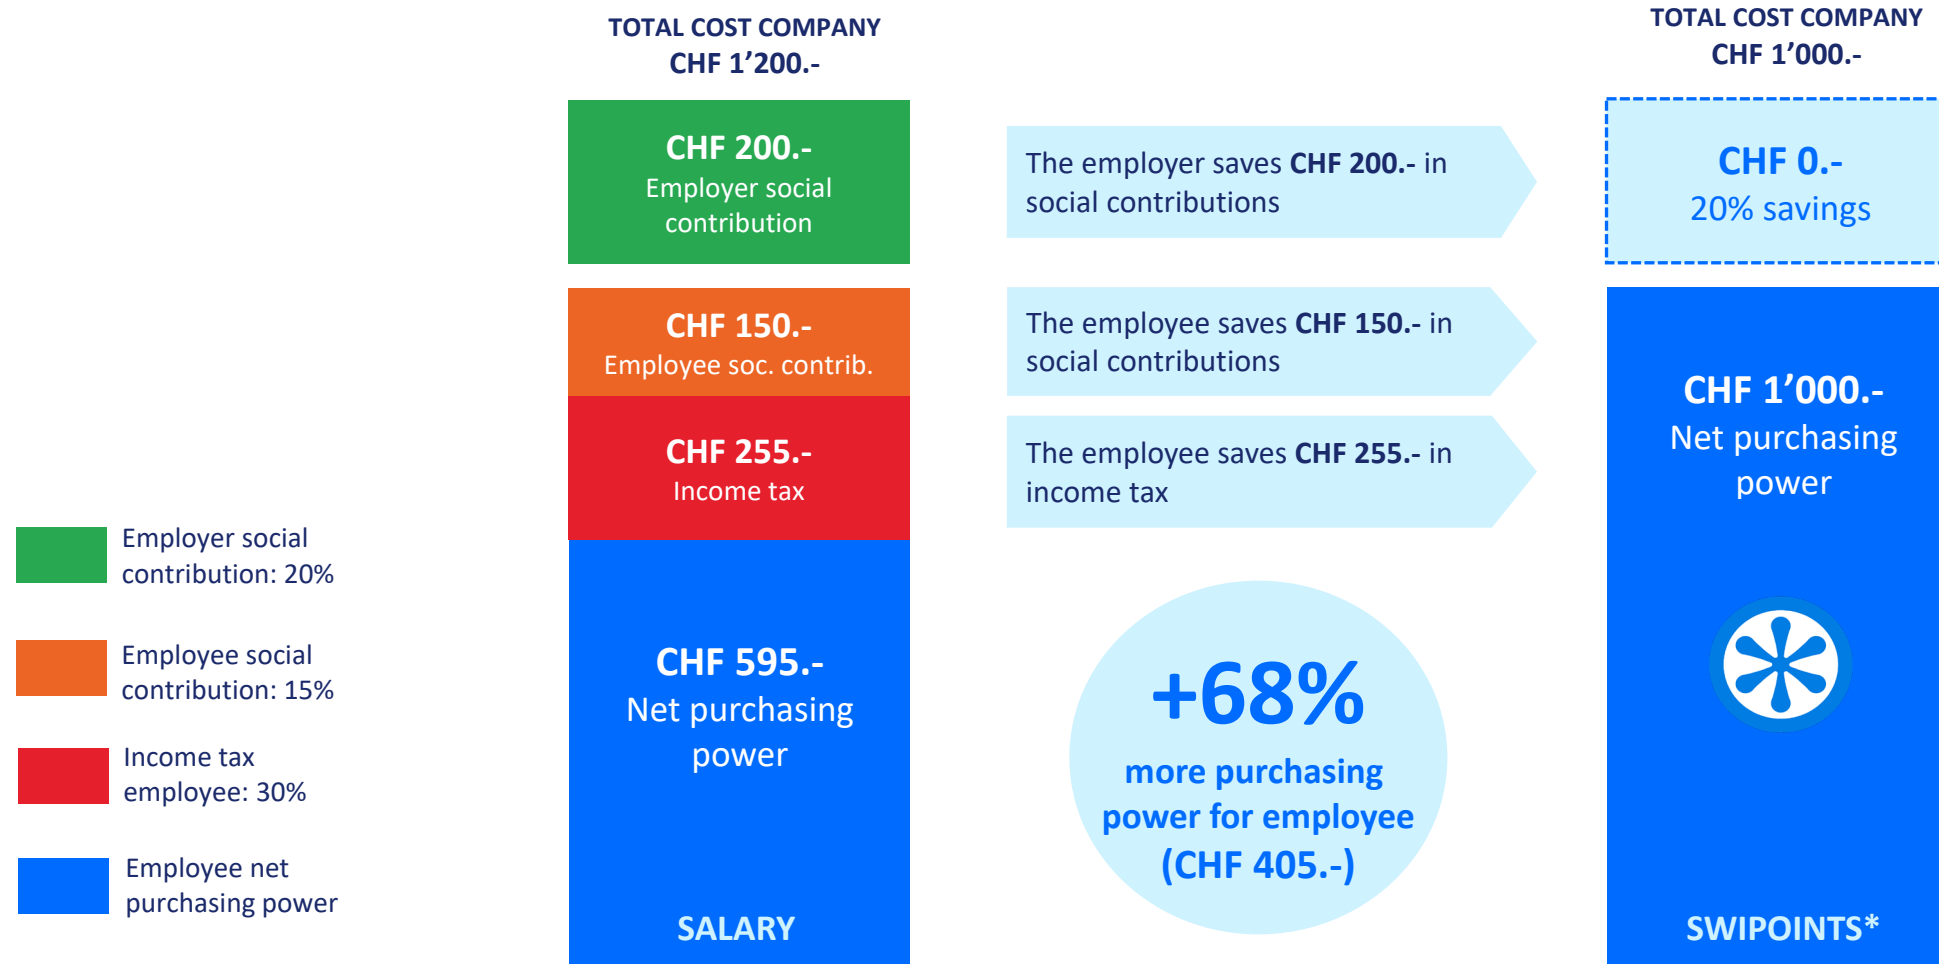 TOTAL COST COMPANY
CHF 1’200.-
TOTAL COST COMPANY
CHF 1’000.-
CHF 200.-
Employer social
contribution
The employer saves CHF 200.- in
social contributions
CHF 0.-
20% savings
CHF 150.-
Employee soc. contrib.
The employee saves CHF 150.- in
social contributions
CHF 255.-
Income tax
The employee saves CHF 255.- in
income tax
CHF 1’000.-
Net purchasing
power
Employer social
contribution: 20%
Employee social
contribution: 15%
Income tax
employee: 30%
Employee net
purchasing power
CHF 595.-
Net purchasing
power
SALARY
+68%
more purchasing
power for employee
(CHF 405.-)
SWIPOINTS*